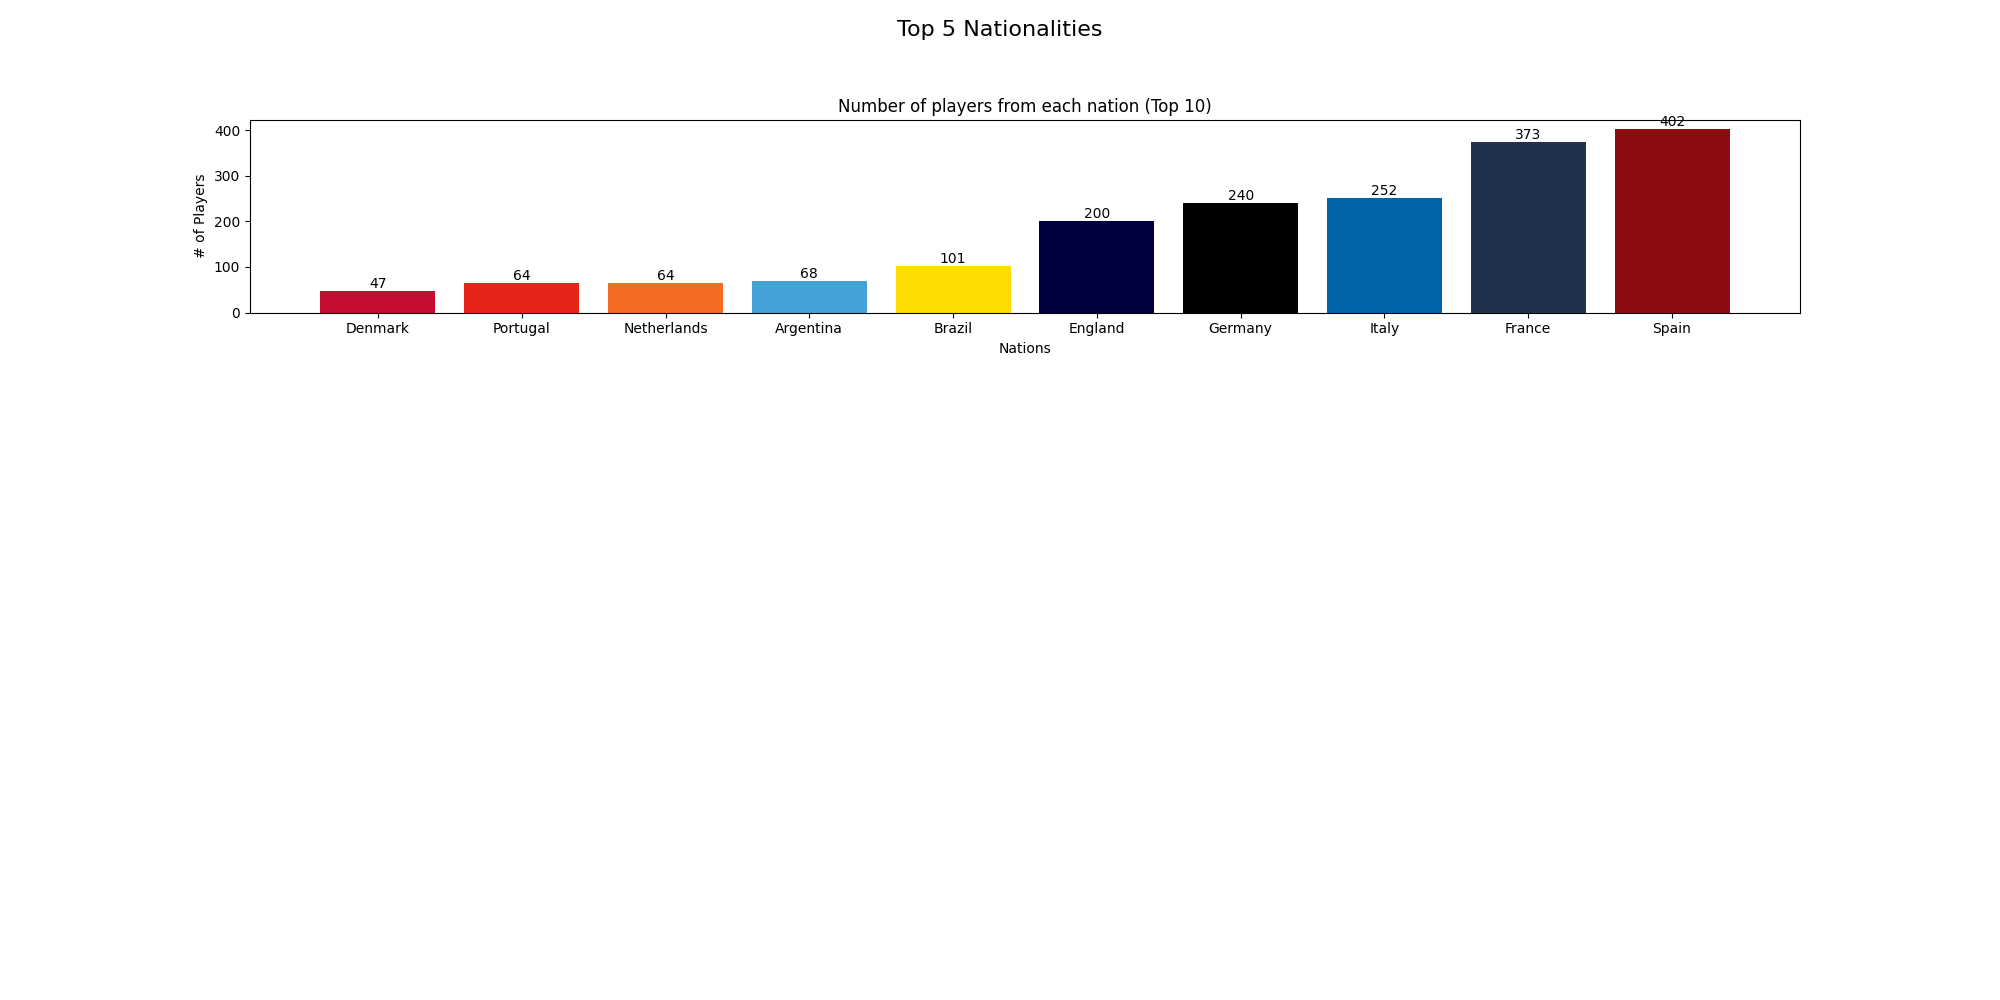 Top 5 Nationalities
Number of players from each nation (Top 10)
# of Players
400
300
200
100
0
47
64
64
68
101
200
240
252
373
402
Denmark
Portugal
Netherlands
Argentina
Brazil
England
Germany
Italy
France
Spain
Nations